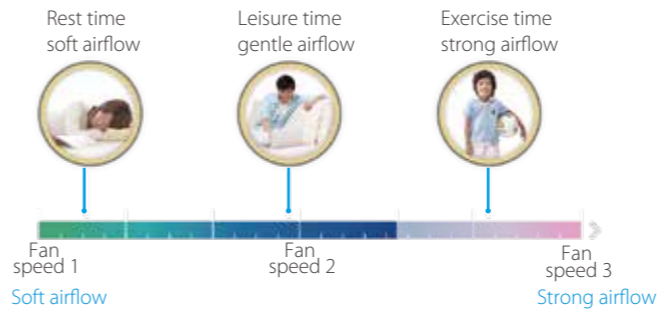 Rest time
soft airflow
Leisure time
gentle airflow
Exercise time
strong airflow
Fan
speed 1
Fan
speed 2
Fan
speed 3
Soft airflow
Strong airflow